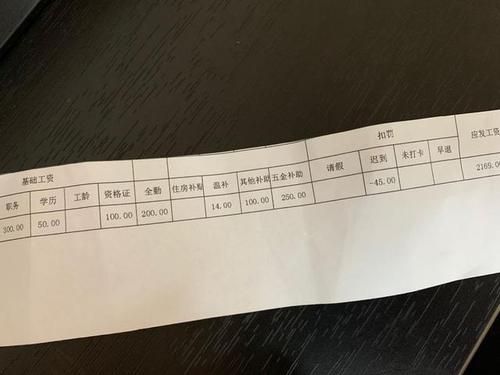 基础工资 扣罚 应发工资
职务 学历 工龄 资格证 全勤 住房补贴 温补 其他补助 五金补助 请假 迟到 未打卡 早退
300.00 50.00 100.00 200.00 14.00 100.00 250.00 -45.00 2169.00